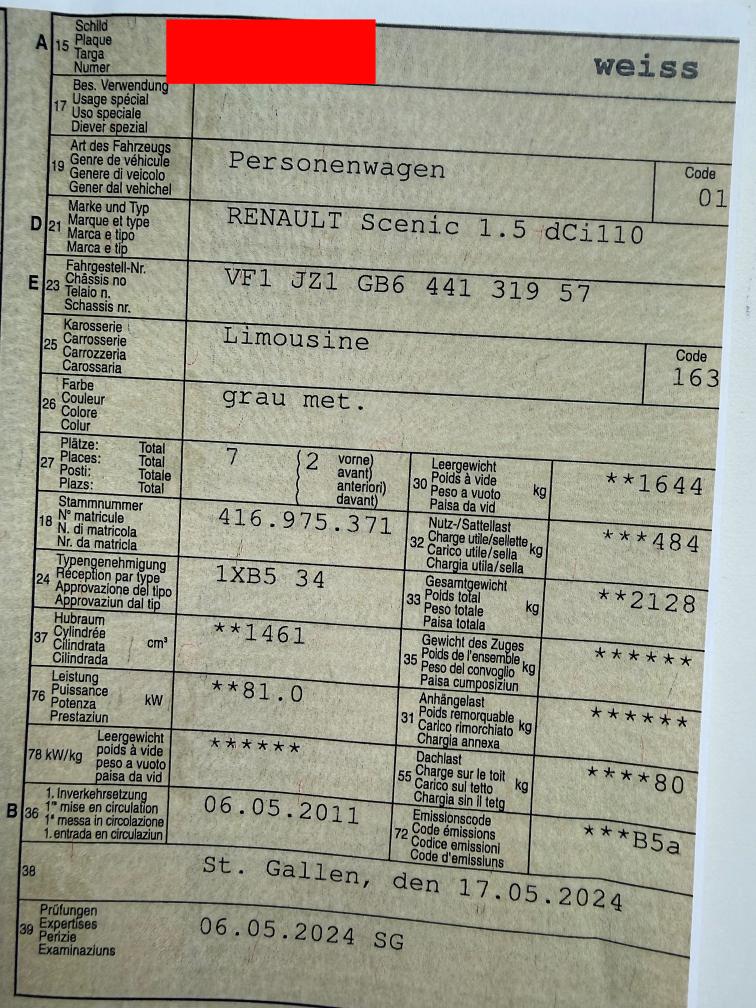 A 15 Schild
Plaque
Targa
Numer
weiss
17 Bes. Verwendung
Usage spécial
Uso speciale
Diever spezial
19 Art des Fahrzeugs
Genre de véhicule
Genere di veicolo
Gener dal vehichel
Personenwagen
Code
01
D 21 Marke und Typ
Marque et type
Marca e tipo
Marca e tip
RENAULT Scenic 1.5 dCi110
E 23 Fahrgestell-Nr.
Châssis no
Telaio n.
Schassis nr.
VF1 JZ1 GB6 441 319 57
25 Karosserie
Carrosserie
Carrozzeria
Carossaria
Limousine
Code
163
26 Farbe
Couleur
Colore
Colur
grau met.
27 Plätze: Total
Places: Total
Posti: Totale
Plazs: Total
7 (2 vorne)
avant)
anteriori)
davant)
30 Leergewicht
Poids à vide
Peso a vuoto
Paisa da vid
kg
**1644
18 Stammnummer
N° matricule
N. di matricola
Nr. da matricla
416.975.371
32 Nutz-/Sattellast
Charge utile/sellette
Carico utile/sella
Chargia utila/sella
kg
***484
24 Typengenehmigung
Réception par type
Approvazione del tipo
Approvaziun dal tip
1XB5 34
33 Gesamtgewicht
Poids total
Peso totale
Paisa totala
kg
**2128
37 Hubraum
Cylindrée
Cilindrata
Cilindrada
cm³
**1461
35 Gewicht des Zuges
Poids de l'ensemble
Peso del convoglio
Paisa cumposiziun
kg
******
76 Leistung
Puissance
Potenza
Prestaziun
kW
**81.0
31 Anhängelast
Poids remorquable
Carico rimorchiato
Chargia annexa
kg
******
78 kW/kg Leergewicht
poids à vide
peso a vuoto
paisa da vid
******
55 Dachlast
Charge sur le toit
Carico sul tetto
Chargia sin il tetg
kg
****80
B 36 1. Inverkehrsetzung
1re mise en circulation
1a messa in circolazione
1. entrada en circulaziun
06.05.2011
72 Emissionscode
Code émissions
Codice emissioni
Code d'emissiuns
***B5a
38 St. Gallen, den 17.05.2024
39 Prüfungen
Expertises
Perizie
Examinaziuns
06.05.2024 SG